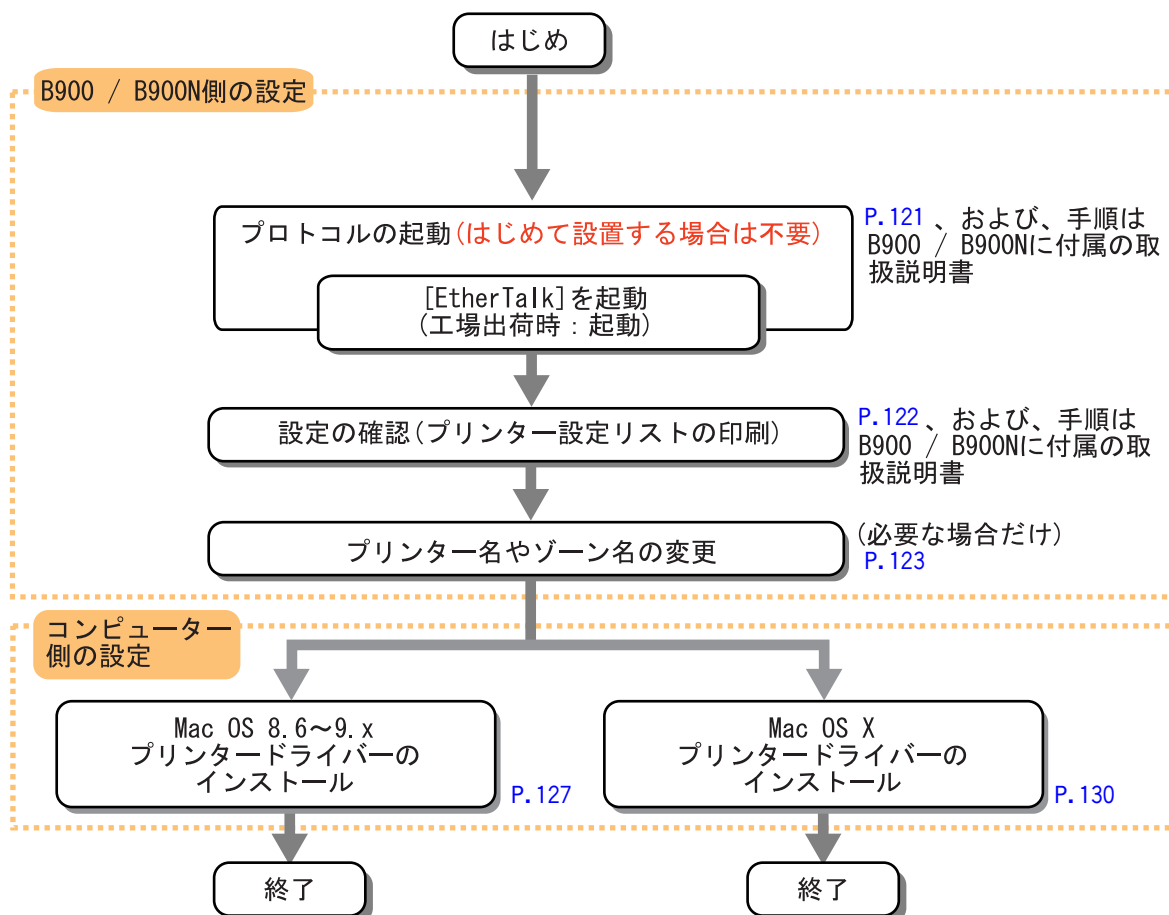 はじめ
B900 / B900N側の設定
プロトコルの起動(はじめて設置する場合は不要)
[EtherTalk]を起動
(工場出荷時：起動)
P.121 、および、手順は
B900 / B900Nに付属の取
扱説明書
設定の確認(プリンター設定リストの印刷)
P.122 、および、手順は
B900 / B900Nに付属の取
扱説明書
プリンター名やゾーン名の変更
(必要な場合だけ)
P.123
コンピューター
側の設定
Mac OS 8.6～9.x
プリンタードライバーの
インストール
P.127
Mac OS X
プリンタードライバーの
インストール
P.130
終了
終了